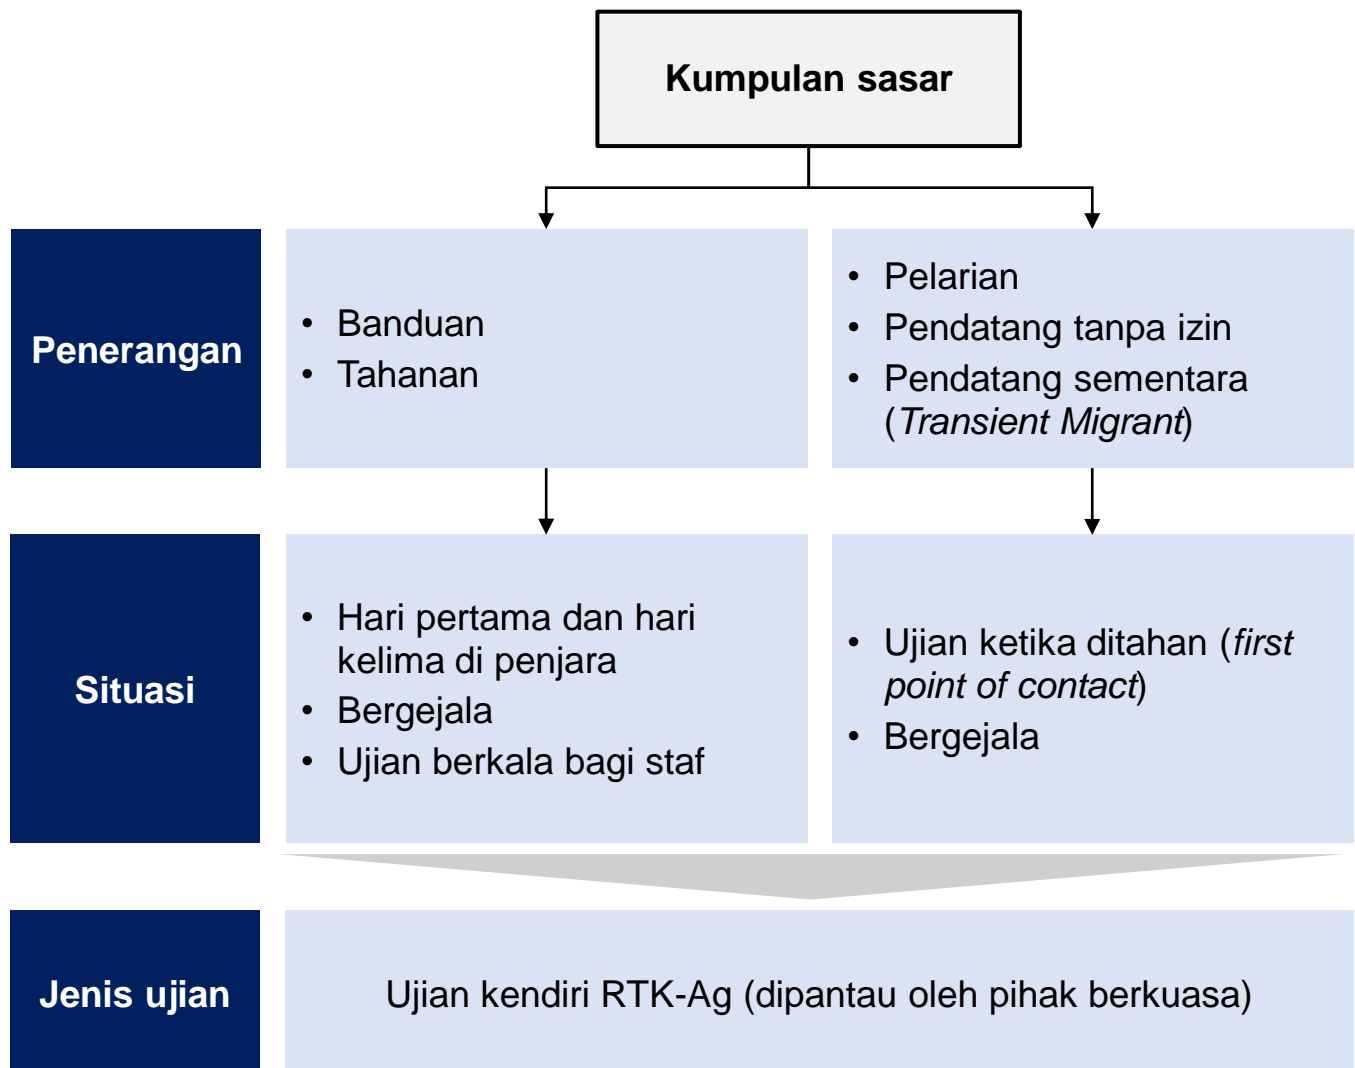 Kumpulan sasar
Penerangan
• Banduan
• Tahanan
• Pelarian
• Pendatang tanpa izin
• Pendatang sementara
(Transient Migrant)
Situasi
• Hari pertama dan hari
kelima di penjara
• Bergejala
• Ujian berkala bagi staf
• Ujian ketika ditahan (first
point of contact)
• Bergejala
Jenis ujian
Ujian kendiri RTK-Ag (dipantau oleh pihak berkuasa)